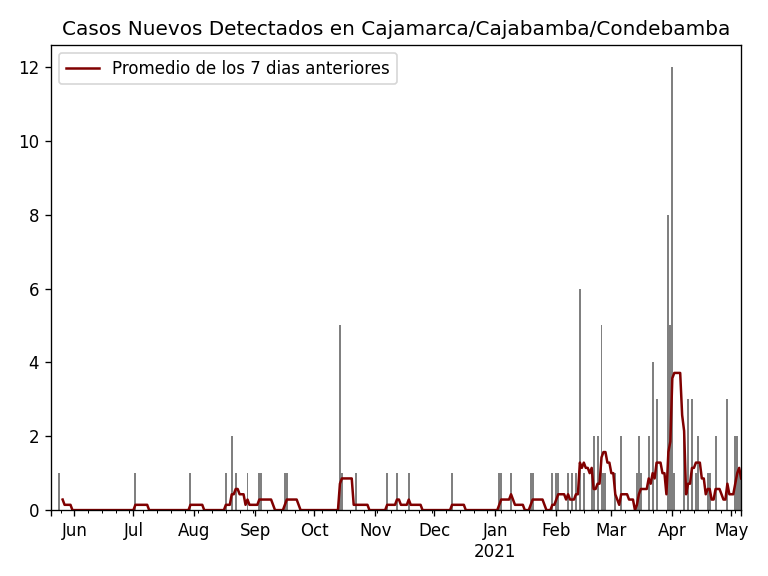 Casos Nuevos Detectados en Cajamarca/Cajabamba/Condebamba
Promedio de los 7 dias anteriores
12
10
8
6
4
2
0
Jun Jul Aug Sep Oct Nov Dec Jan Feb Mar Apr May
2021